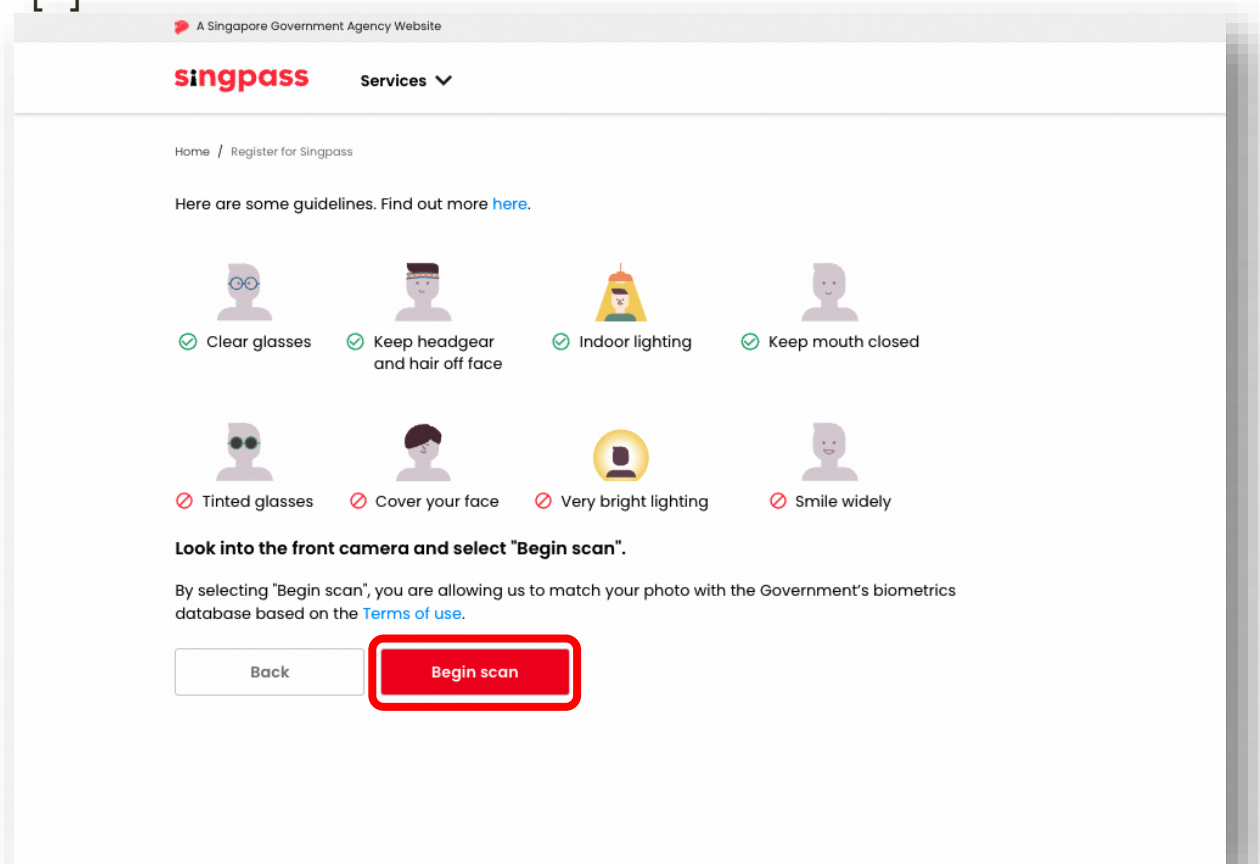 [ ]
A Singapore Government Agency Website
singpass
Services
Home / Register for Singpass
Here are some guidelines. Find out more here.
Clear glasses
Keep headgear
and hair off face
Indoor lighting
Keep mouth closed
Tinted glasses
Cover your face
Very bright lighting
Smile widely
Look into the front camera and select "Begin scan".
By selecting "Begin scan", you are allowing us to match your photo with the Government's biometrics
database based on the Terms of use.
Back
Begin scan